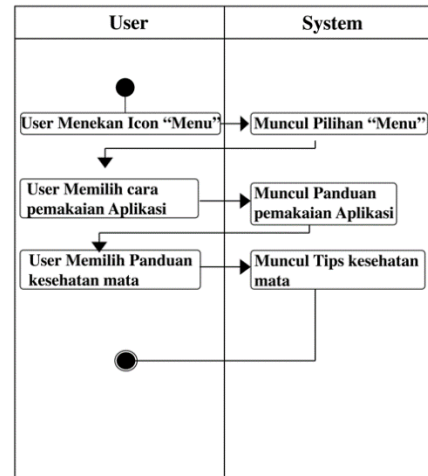 User
System
User Menekan Icon “Menu”
Muncul Pilihan “Menu”
User Memilih cara
pemakaian Aplikasi
Muncul Panduan
pemakaian Aplikasi
User Memilih Panduan
kesehatan mata
Muncul Tips kesehatan
mata